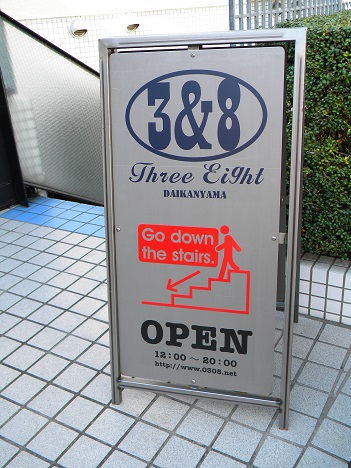 3&8
Three Eight
DAIKANYAMA
Go down
the stairs.
OPEN
12:00～20:00
http://www.0308.net